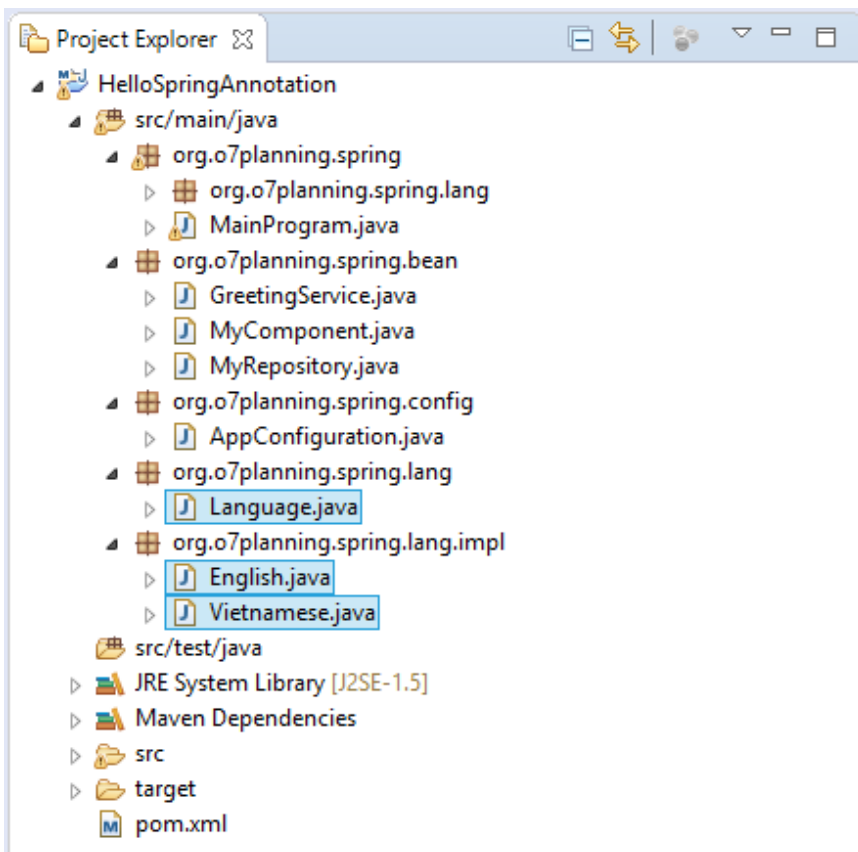 Project Explorer
HelloSpringAnnotation
src/main/java
org.o7planning.spring
org.o7planning.spring.lang
MainProgram.java
org.o7planning.spring.bean
GreetingService.java
MyComponent.java
MyRepository.java
org.o7planning.spring.config
AppConfiguration.java
org.o7planning.spring.lang
Language.java
org.o7planning.spring.lang.impl
English.java
Vietnamese.java
src/test/java
JRE System Library [J2SE-1.5]
Maven Dependencies
src
target
pom.xml